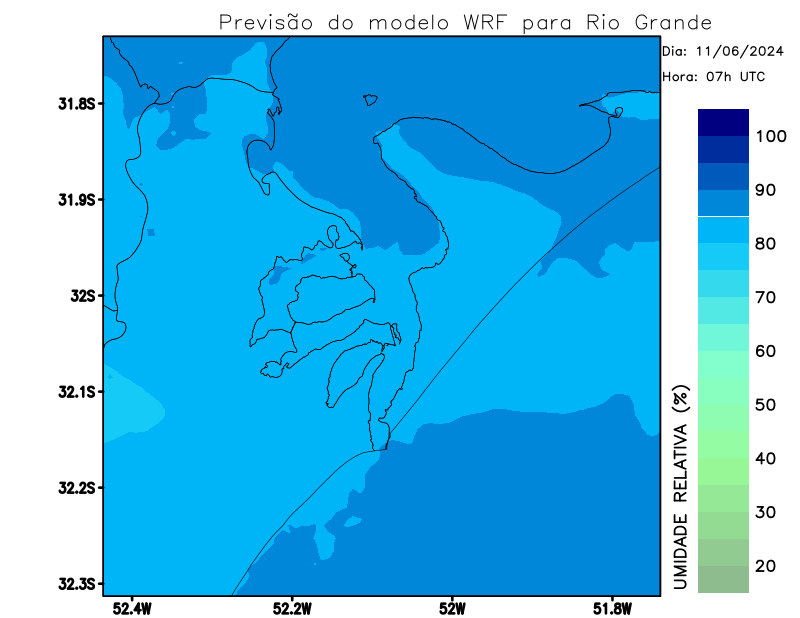 Previsão do modelo WRF para Rio Grande
Dia: 11/06/2024
Hora: 07h UTC
31.8S
31.9S
32S
32.1S
32.2S
32.3S
52.4W
52.2W
52W
51.8W
100
90
80
70
60
50
40
30
20
UMIDADE RELATIVA (%)